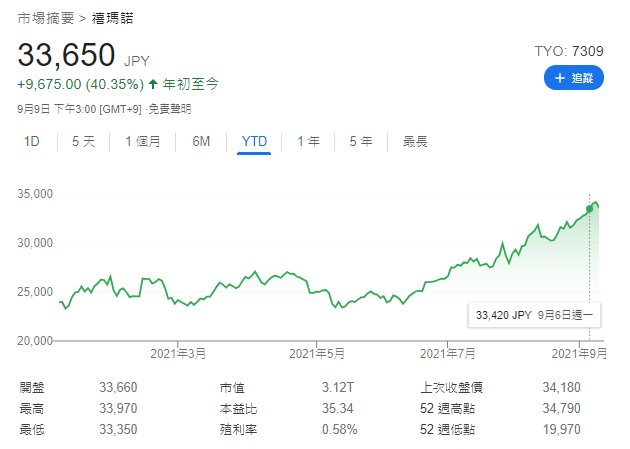 市場摘要 > 禧瑪諾
33,650 JPY
TYO: 7309
+9,675.00 (40.35%) 年初至今
+ 追蹤
9月9日 下午3:00 [GMT+9] ·免責聲明
1D 5 天 1 個月 6M YTD 1 年 5 年 最長
35,000
30,000
25,000
20,000
33,420 JPY 9月6日週一
2021年3月 2021年5月 2021年7月 2021年9月
開盤 33,660 市值 3.12T 上次收盤價 34,180
最高 33,970 本益比 35.34 52 週高點 34,790
最低 33,350 殖利率 0.58% 52 週低點 19,970